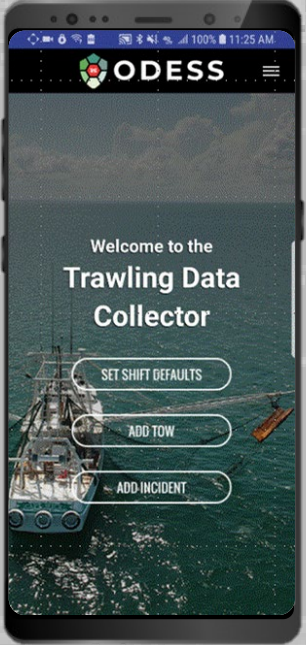 100% 11:25 AM
ODESS
Welcome to the
Trawling Data
Collector
SET SHIFT DEFAULTS
ADD TOW
ADD INCIDENT